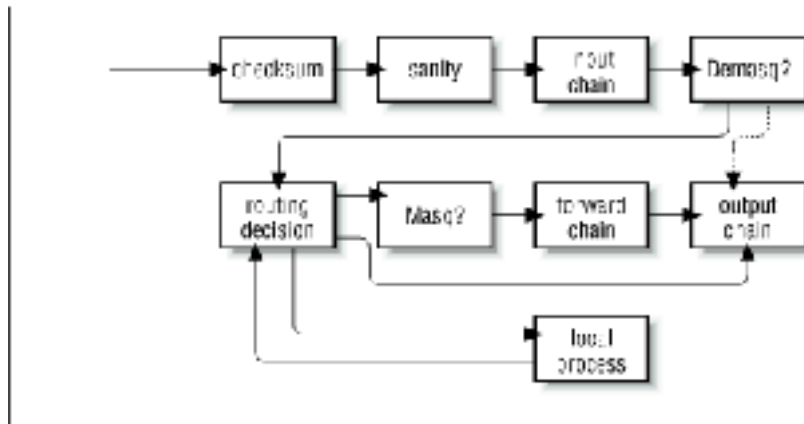 checksum
sanity
input
chain
Demasq?
routing
decision
Masq?
forward
chain
output
chain
local
process